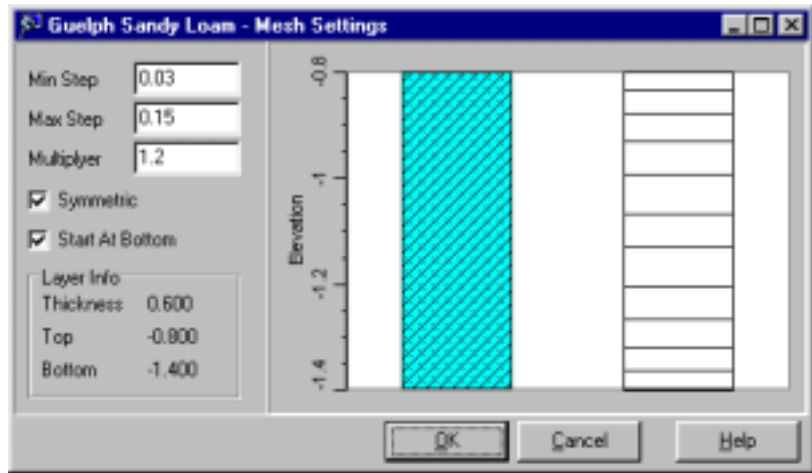 Guelph Sandy Loam - Mesh Settings
Min Step 0.03
Max Step 0.15
Multiplyer 1.2
Symmetric
Start At Bottom
Layer Info
Thickness 0.600
Top -0.800
Bottom -1.400
Elevation
-0.8
-1
-1.2
-1.4
OK
Cancel
Help